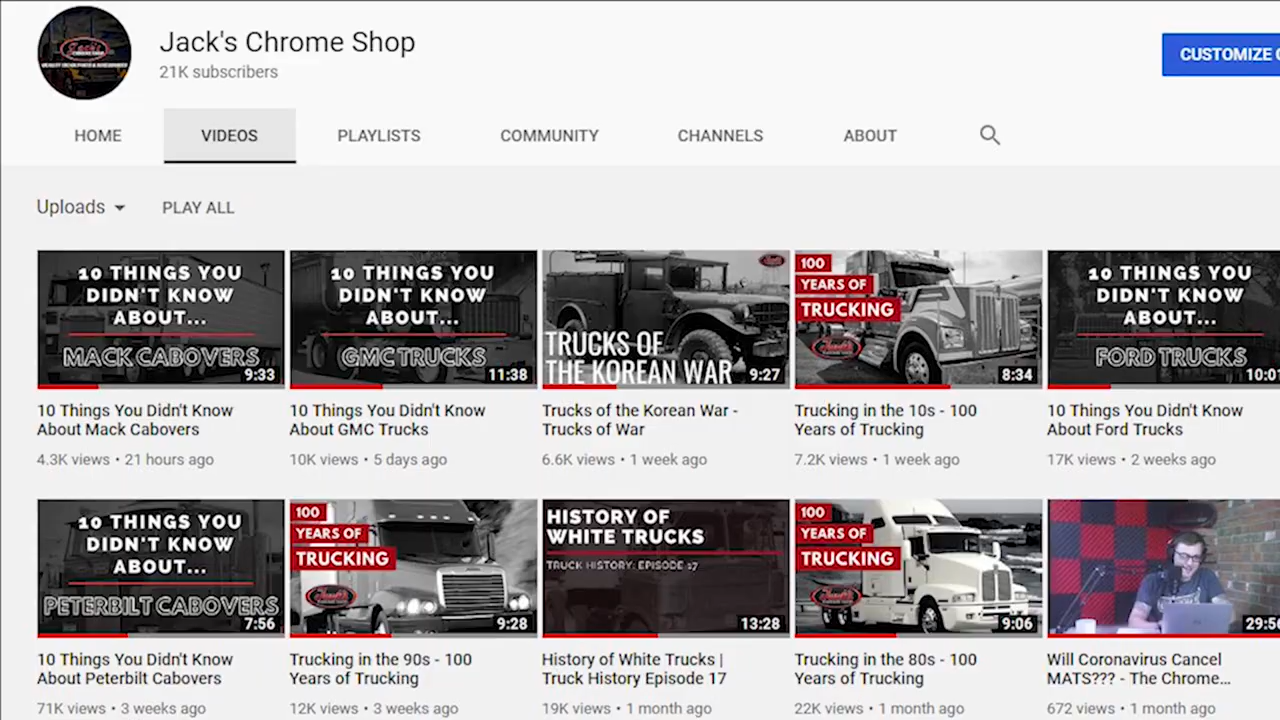 Jack's Chrome Shop
21K subscribers
CUSTOMIZE
HOME
VIDEOS
PLAYLISTS
COMMUNITY
CHANNELS
ABOUT
Uploads
PLAY ALL
10 THINGS YOU
DIDN'T KNOW
ABOUT...
MACK CABOVERS
9:33
10 Things You Didn't Know
About Mack Cabovers
4.3K views • 21 hours ago
10 THINGS YOU
DIDN'T KNOW
ABOUT...
GMC TRUCKS
11:38
10 Things You Didn't Know
About GMC Trucks
10K views • 5 days ago
TRUCKS OF
THE KOREAN WAR
9:27
Trucks of the Korean War -
Trucks of War
6.6K views • 1 week ago
100
YEARS OF
TRUCKING
8:34
Trucking in the 10s - 100
Years of Trucking
7.2K views • 1 week ago
10 THINGS YOU
DIDN'T KNOW
ABOUT...
FORD TRUCKS
10:01
10 Things You Didn't Know
About Ford Trucks
17K views • 2 weeks ago
10 THINGS YOU
DIDN'T KNOW
ABOUT...
PETERBILT CABOVERS
7:56
10 Things You Didn't Know
About Peterbilt Cabovers
71K views • 3 weeks ago
100
YEARS OF
TRUCKING
9:28
Trucking in the 90s - 100
Years of Trucking
12K views • 3 weeks ago
HISTORY OF
WHITE TRUCKS
TRUCK HISTORY: EPISODE 17
13:28
History of White Trucks |
Truck History Episode 17
19K views • 1 month ago
100
YEARS OF
TRUCKING
9:06
Trucking in the 80s - 100
Years of Trucking
22K views • 1 month ago
29:56
Will Coronavirus Cancel
MATS??? - The Chrome...
672 views • 1 month ago